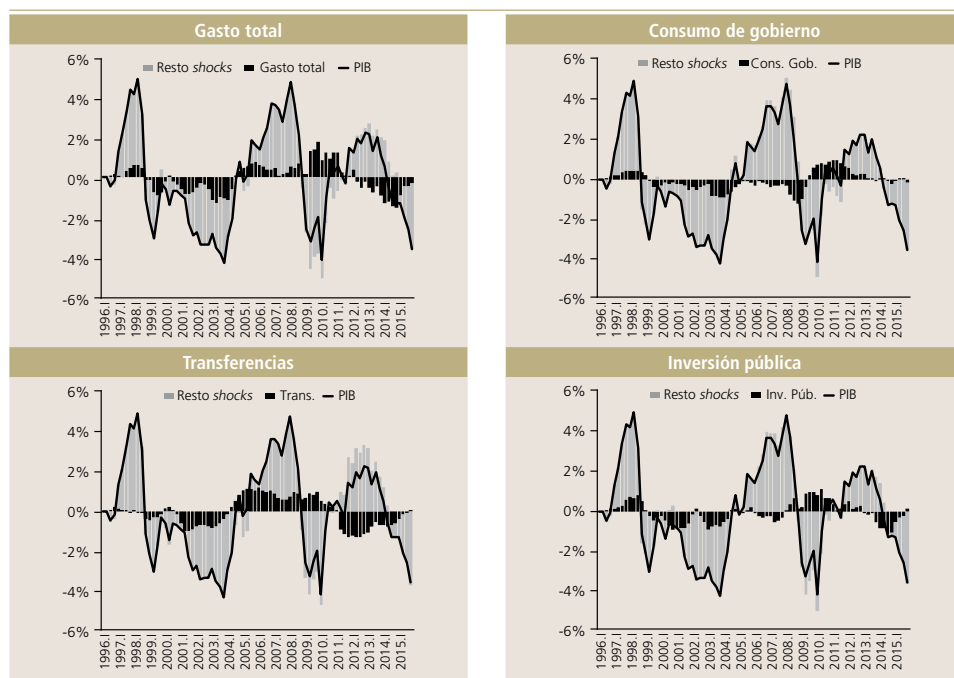 Gasto total
Resto shocks Gasto total PIB
6%
4%
2%
0%
-2%
-4%
-6%
1996.I
1997.I
1998.I
1999.I
2000.I
2001.I
2002.I
2003.I
2004.I
2005.I
2006.I
2007.I
2008.I
2009.I
2010.I
2011.I
2012.I
2013.I
2014.I
2015.I
Consumo de gobierno
Resto shocks Cons. Gob. PIB
6%
4%
2%
0%
-2%
-4%
-6%
1996.I
1997.I
1998.I
1999.I
2000.I
2001.I
2002.I
2003.I
2004.I
2005.I
2006.I
2007.I
2008.I
2009.I
2010.I
2011.I
2012.I
2013.I
2014.I
2015.I
Transferencias
Resto shocks Trans. PIB
6%
4%
2%
0%
-2%
-4%
-6%
1996.I
1997.I
1998.I
1999.I
2000.I
2001.I
2002.I
2003.I
2004.I
2005.I
2006.I
2007.I
2008.I
2009.I
2010.I
2011.I
2012.I
2013.I
2014.I
2015.I
Inversión pública
Resto shocks Inv. Púb. PIB
6%
4%
2%
0%
-2%
-4%
-6%
1996.I
1997.I
1998.I
1999.I
2000.I
2001.I
2002.I
2003.I
2004.I
2005.I
2006.I
2007.I
2008.I
2009.I
2010.I
2011.I
2012.I
2013.I
2014.I
2015.I